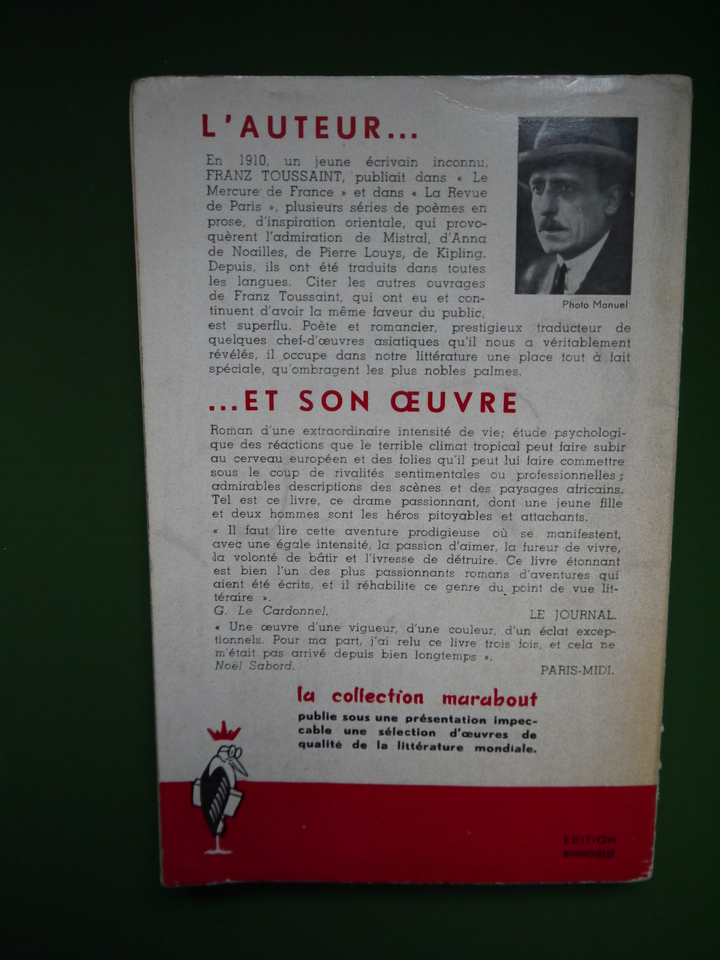 L'AUTEUR...
En 1910, un jeune écrivain inconnu,
FRANZ TOUSSAINT, publiait dans « Le
Mercure de France » et dans « La Revue
de Paris », plusieurs séries de poèmes en
prose, d'inspiration orientale, qui provo-
quèrent l'admiration de Mistral, d'Anna
de Noailles, de Pierre Louys, de Kipling.
Depuis, ils ont été traduits dans toutes
les langues. Citer les autres ouvrages
de Franz Toussaint, qui ont eu et con-
tinuent d'avoir la même faveur du public,
est superflu. Poète et romancier, prestigieux traducteur de
quelques chef-d'œuvres asiatiques qu'il nous a véritablement
révélés, il occupe dans notre littérature une place tout à fait
spéciale, qu'ombragent les plus nobles palmes.
Photo Manuel
...ET SON ŒUVRE
Roman d'une extraordinaire intensité de vie; étude psychologi-
que des réactions que le terrible climat tropical peut faire subir
au cerveau européen et des folies qu'il peut lui faire commettre
sous le coup de rivalités sentimentales ou professionnelles;
admirables descriptions des scènes et des paysages africains.
Tel est ce livre, ce drame passionnant, dont une jeune fille
et deux hommes sont les héros pitoyables et attachants.
« Il faut lire cette aventure prodigieuse où se manifestent,
avec une égale intensité, la passion d'aimer, la fureur de vivre,
la volonté de bâtir et l'ivresse de détruire. Ce livre étonnant
est bien l'un des plus passionnants romans d'aventures qui
aient été écrits, et il réhabilite ce genre du point de vue lit-
téraire ».
G. Le Cardonnel. LE JOURNAL.
« Une œuvre d'une vigueur, d'une couleur, d'un éclat excep-
tionnels. Pour ma part, j'ai relu ce livre trois fois, et cela ne
m'était pas arrivé depuis bien longtemps ».
Noël Sabord. PARIS-MIDI.
la collection marabout
publie sous une présentation impec-
cable une sélection d'œuvres de
qualité de la littérature mondiale.
EDITION